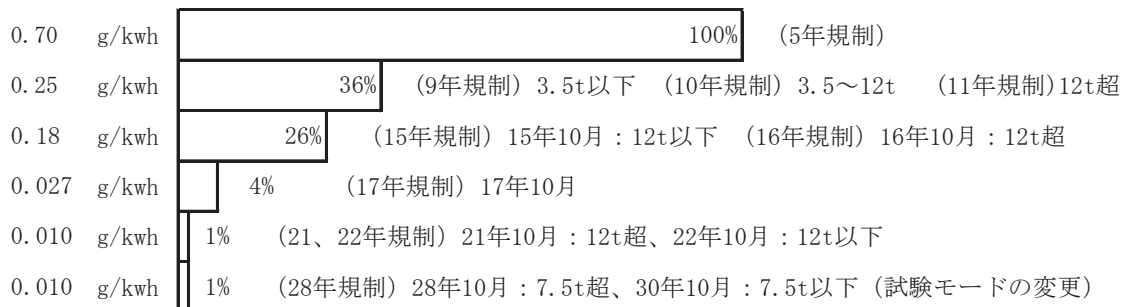 0.70 g/kwh 100% (5年規制)
0.25 g/kwh 36% (9年規制) 3.5t以下 (10年規制) 3.5～12t (11年規制)12t超
0.18 g/kwh 26% (15年規制) 15年10月：12t以下 (16年規制) 16年10月：12t超
0.027 g/kwh 4% (17年規制) 17年10月
0.010 g/kwh 1% (21、22年規制) 21年10月：12t超、22年10月：12t以下
0.010 g/kwh 1% (28年規制) 28年10月：7.5t超、30年10月：7.5t以下 (試験モードの変更)